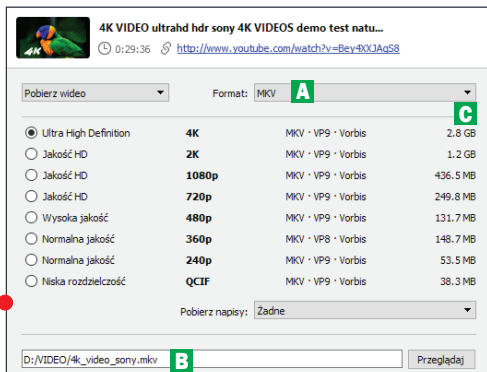 4K VIDEO ultrahd hdr sony 4K VIDEOS demo test natu...
4K
0:29:36 http://www.youtube.com/watch?v=Bey4XXJAqS8
Pobierz wideo Format: MKV A
C
Ultra High Definition 4K MKV · VP9 · Vorbis 2.8 GB
Jakość HD 2K MKV · VP9 · Vorbis 1.2 GB
Jakość HD 1080p MKV · VP9 · Vorbis 436.5 MB
Jakość HD 720p MKV · VP9 · Vorbis 249.8 MB
Wysoka jakość 480p MKV · VP9 · Vorbis 131.7 MB
Normalna jakość 360p MKV · VP8 · Vorbis 148.7 MB
Normalna jakość 240p MKV · VP9 · Vorbis 53.5 MB
Niska rozdzielczość QCIF MKV · VP9 · Vorbis 38.3 MB
Pobierz napisy: Żadne
D:/VIDEO/4k_video_sony.mkv B Przeglądaj